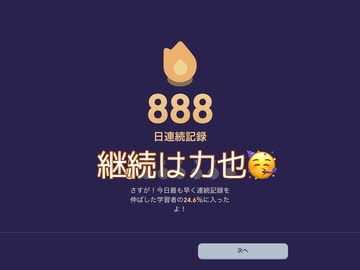 888
日連続記録
継続は力也🥳
さすが！今日最も早く連続記録を
伸ばした学習者の24.6%に入った
よ！
次へ